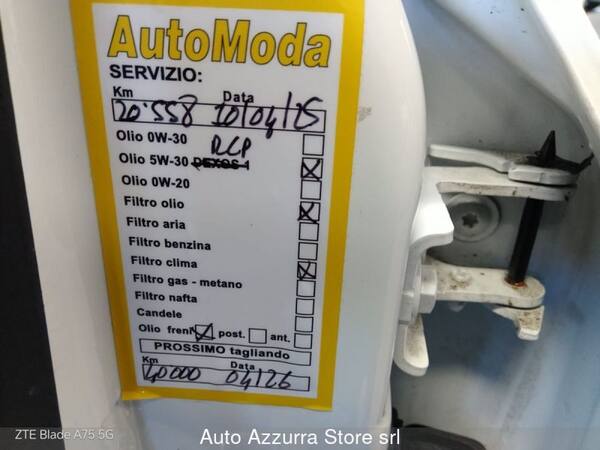 AutoModa
SERVIZIO:
Km Data
20.558 10/04/25
Olio 0W-30
RCP
Olio 5W-30 DEXOS 1
Olio 0W-20
Filtro olio
Filtro aria
Filtro benzina
Filtro clima
Filtro gas - metano
Filtro nafta
Candele
Olio freni post. ant.
PROSSIMO tagliando
Km Data
40000 04/26
ZTE Blade A75 5G
Auto Azzurra Store srl